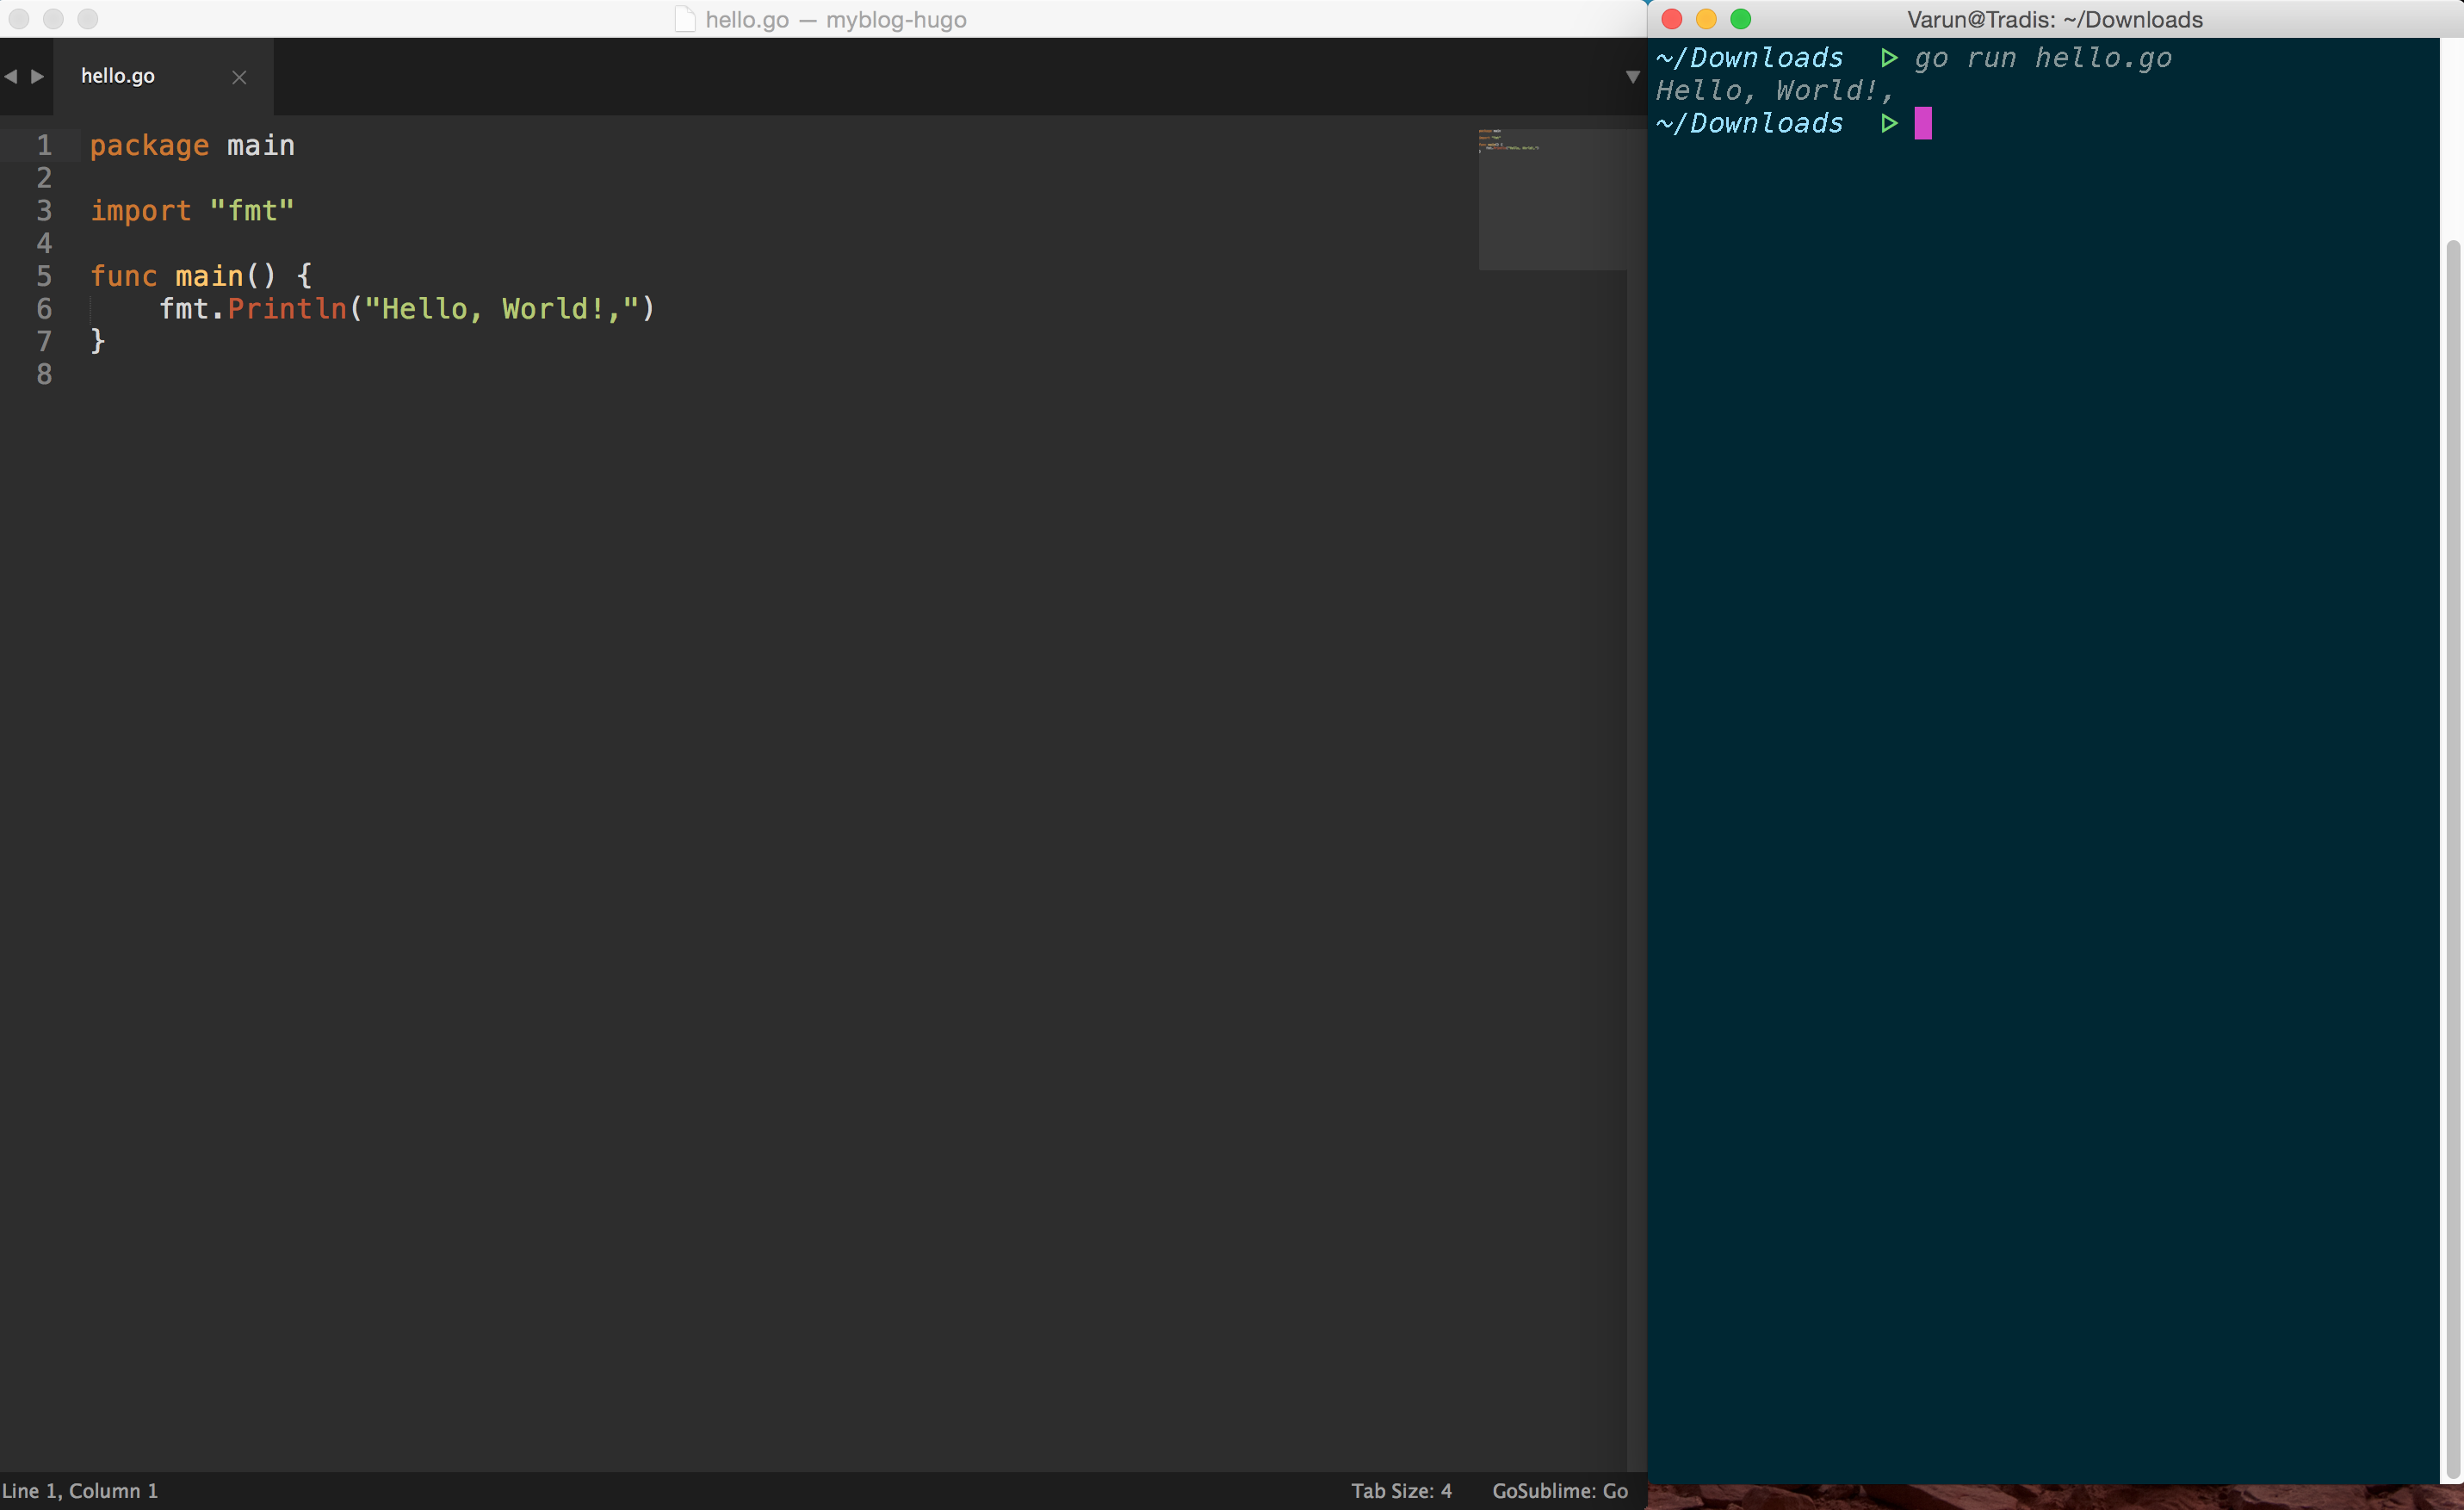 hello.go — myblog-hugo
hello.go
1 package main
2
3 import "fmt"
4
5 func main() {
6     fmt.Println("Hello, World!,")
7 }
8
Line 1, Column 1
Tab Size: 4
GoSublime: Go
Varun@Tradis: ~/Downloads
~/Downloads ▷ go run hello.go
Hello, World!,
~/Downloads ▷